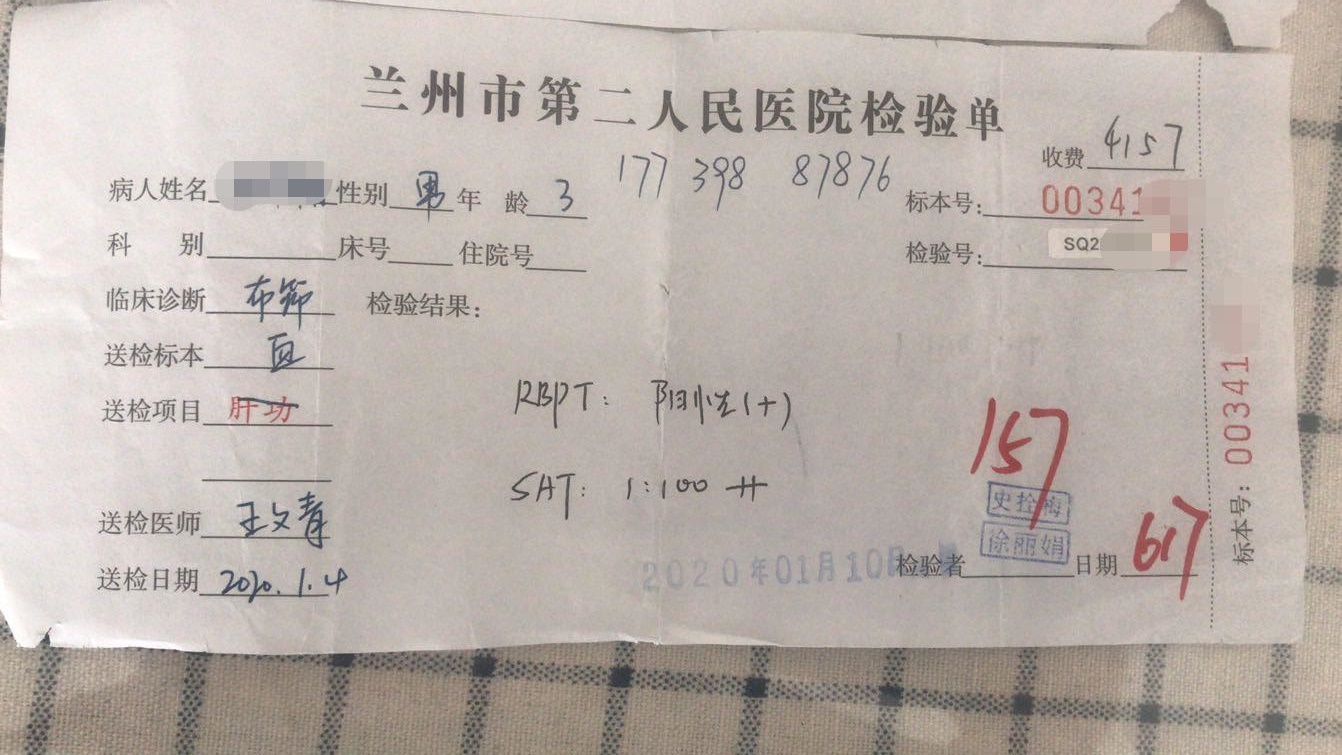 兰州市第二人民医院检验单
收费 4157
177 398 87876
病人姓名 性别 男 年龄 3
标本号: 00341
科别 床号 住院号
检验号: SQ2
临床诊断 布病 检验结果:
送检标本 血
送检项目 肝功
RBPT: 阳性(+)
SAT: 1:100 ++
157
送检医师 王文青
史拴梅
徐丽娟
送检日期 2020.1.4
2020年01月10日
检验者 日期 617
标本号: 00341